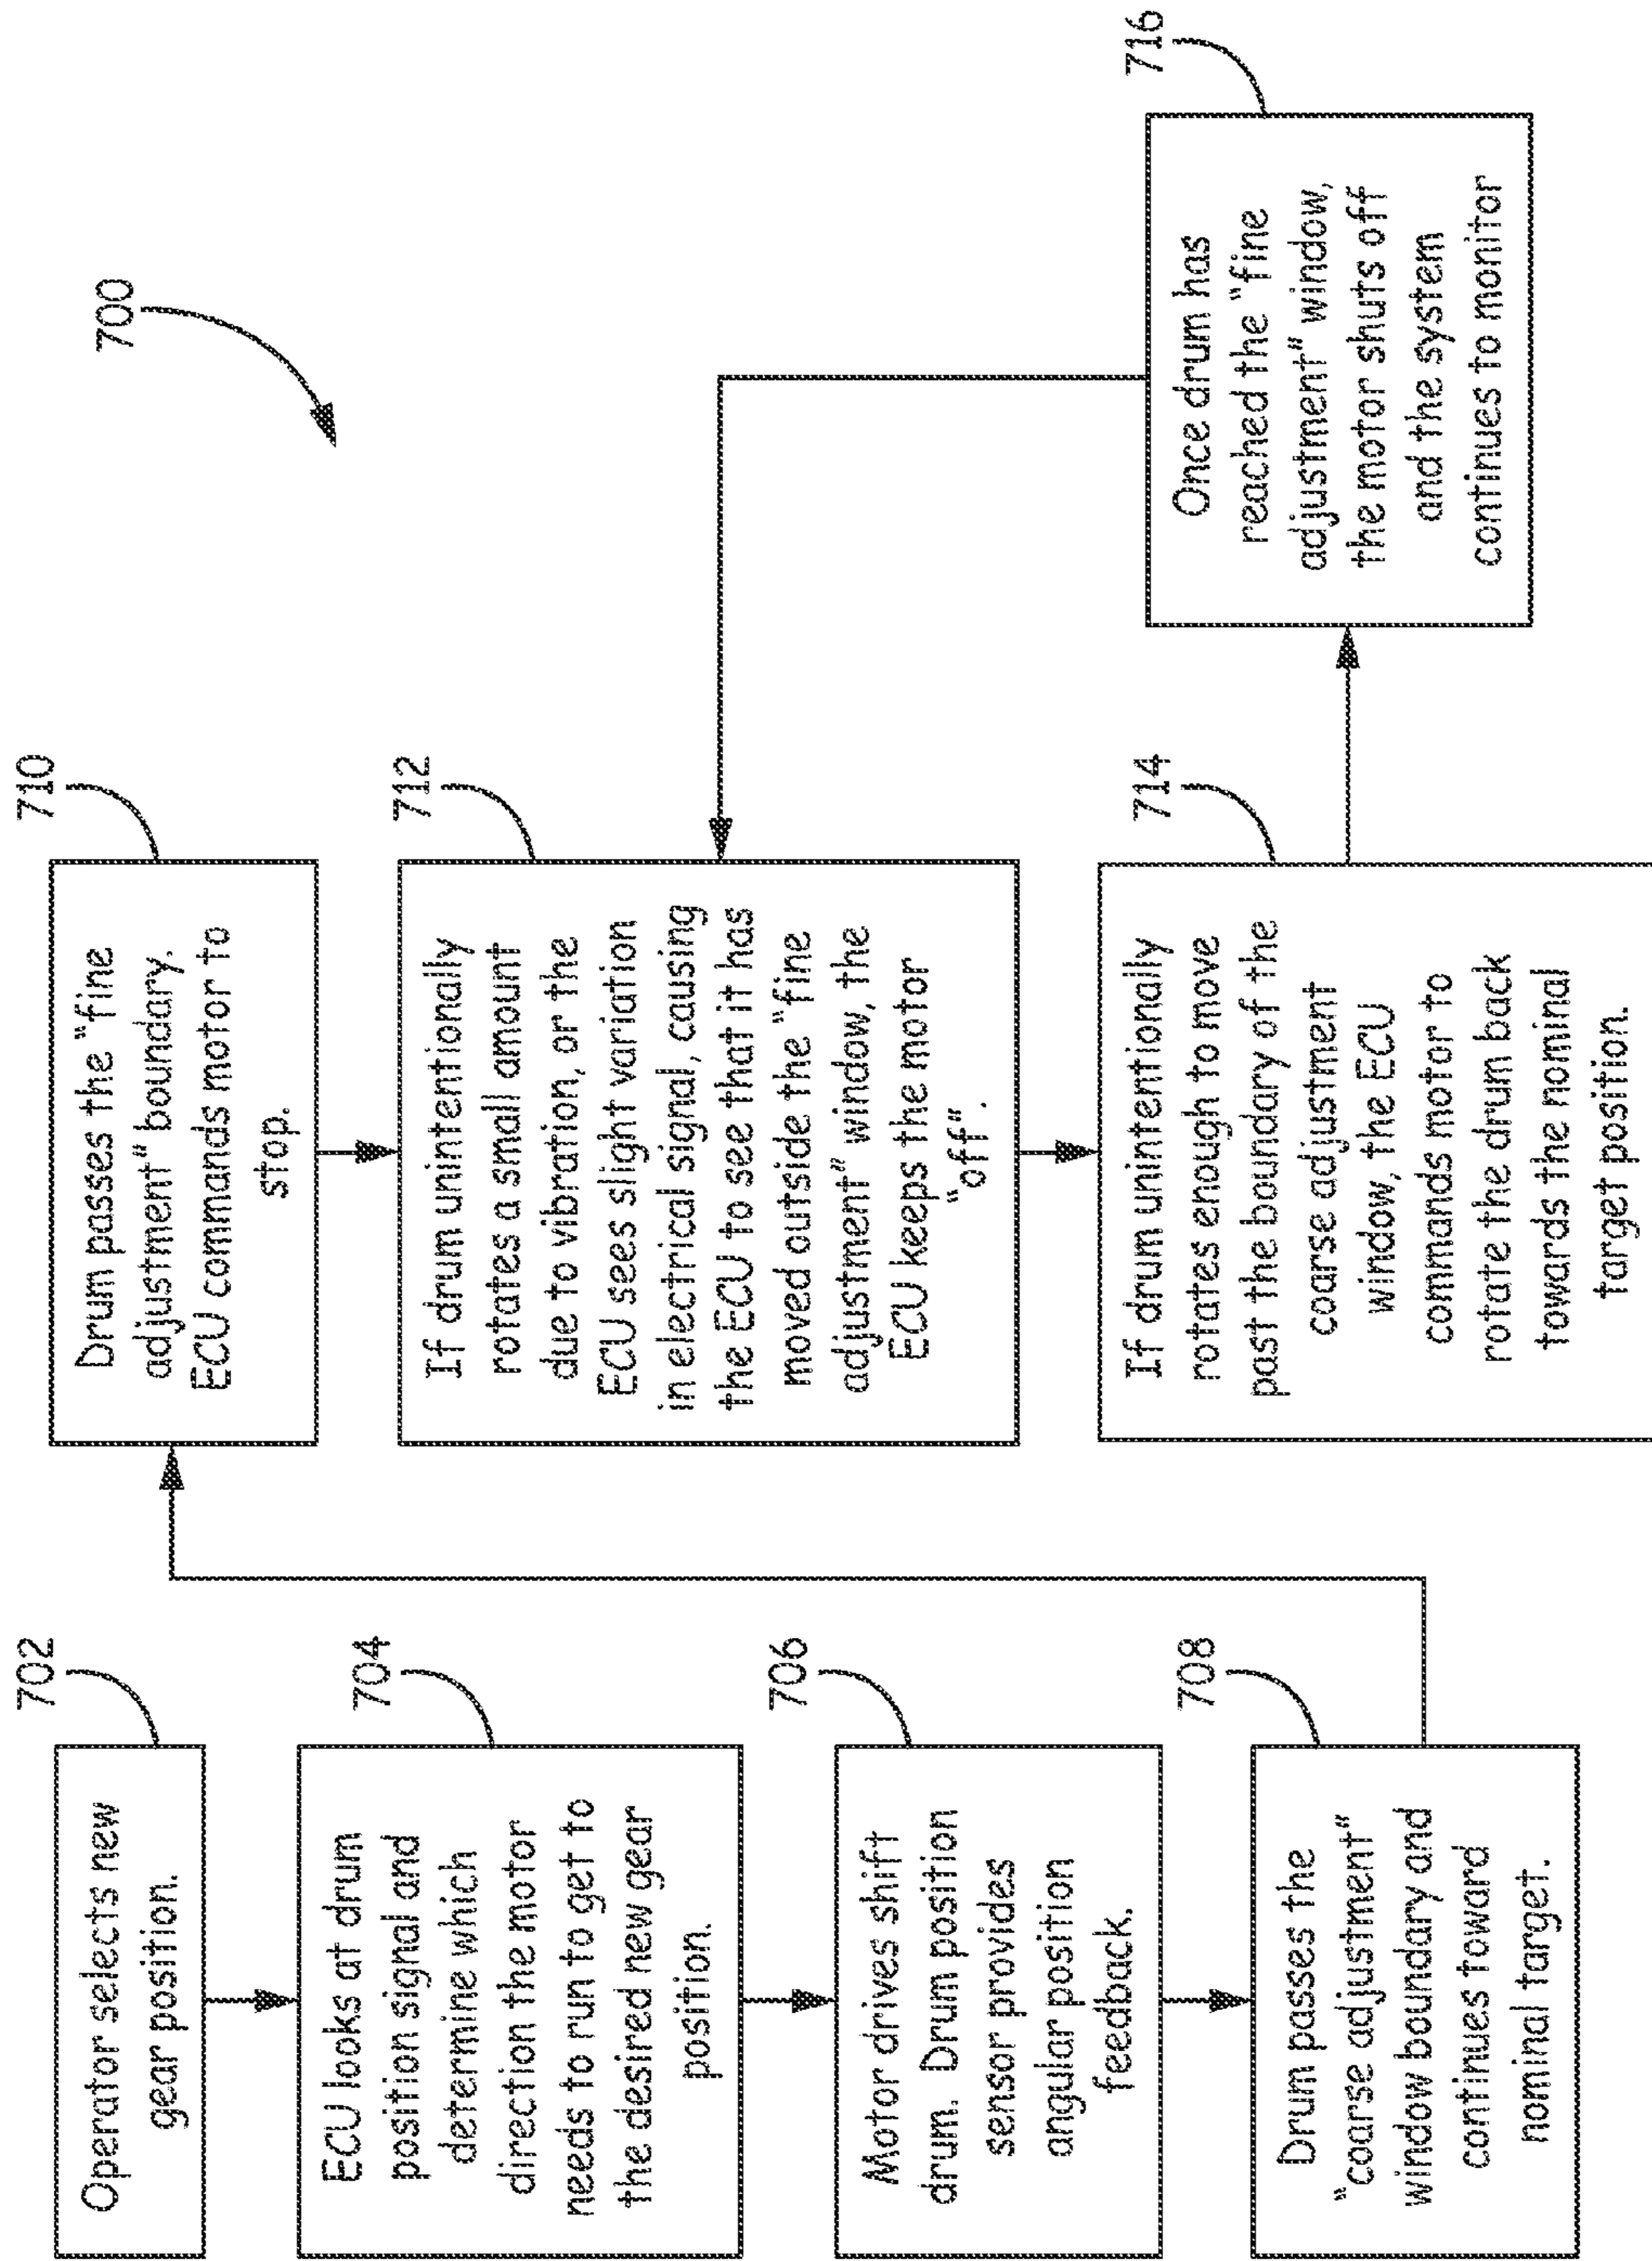 700
702
Operator selects new
gear position.
704
ECU looks at drum
position signal and
determine which
direction the motor
needs to run to get to
the desired new gear
position.
706
Motor drives shift
drum. Drum position
sensor provides
angular position
feedback.
708
Drum passes the
"coarse adjustment"
window boundary and
continues toward
nominal target.
710
Drum passes the "fine
adjustment" boundary.
ECU commands motor to
stop.
712
If drum unintentionally
rotates a small amount
due to vibration, or the
ECU sees slight variation
in electrical signal, causing
the ECU to see that it has
moved outside the "fine
adjustment" window, the
ECU keeps the motor
"off".
714
If drum unintentionally
rotates enough to move
past the boundary of the
coarse adjustment
window, the ECU
commands motor to
rotate the drum back
towards the nominal
target position.
716
Once drum has
reached the "fine
adjustment" window,
the motor shuts off
and the system
continues to monitor